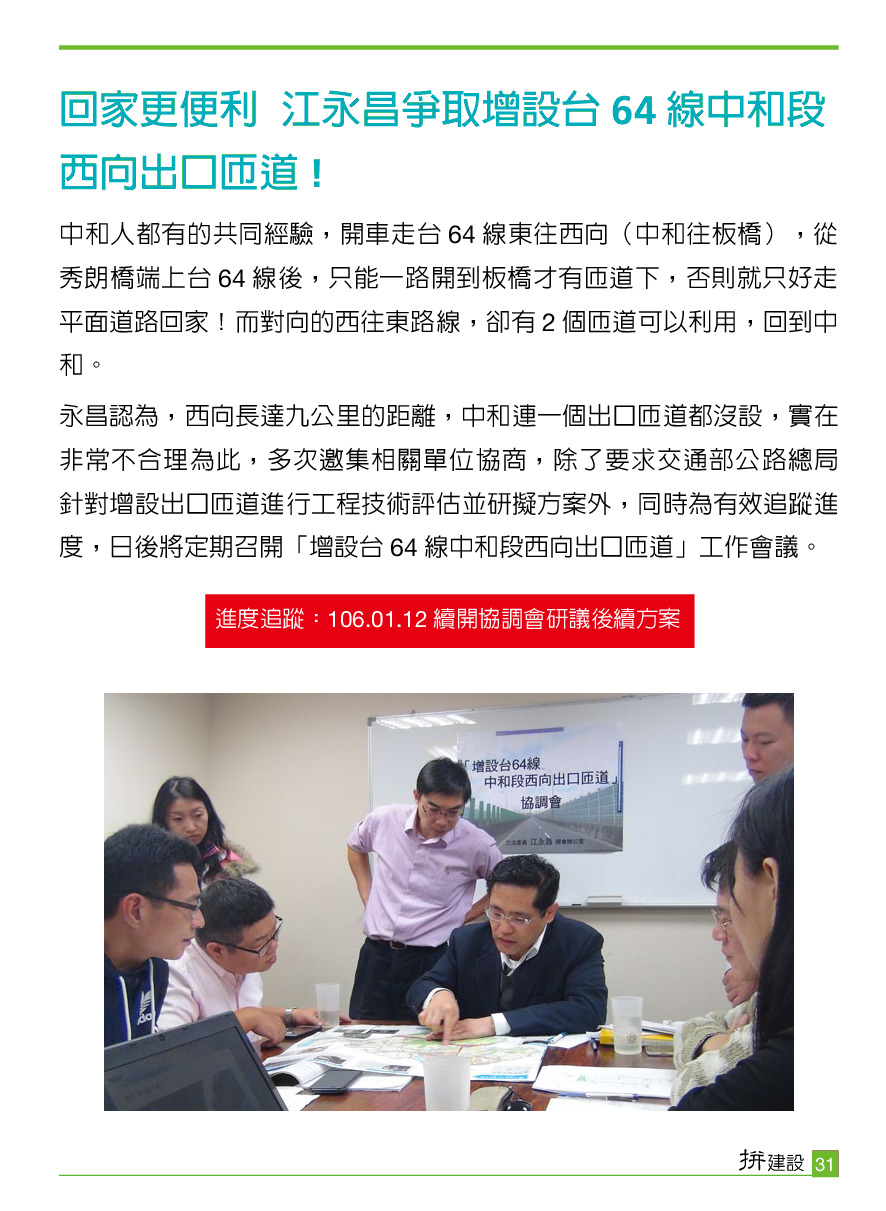 回家更便利 江永昌爭取增設台 64 線中和段
西向出口匝道！
中和人都有的共同經驗，開車走台 64 線東往西向（中和往板橋），從
秀朗橋端上台 64 線後，只能一路開到板橋才有匝道下，否則就只好走
平面道路回家！而對向的西往東路線，卻有 2 個匝道可以利用，回到中
和。
永昌認為，西向長達九公里的距離，中和連一個出口匝道都沒設，實在
非常不合理為此，多次邀集相關單位協商，除了要求交通部公路總局
針對增設出口匝道進行工程技術評估並研擬方案外，同時為有效追蹤進
度，日後將定期召開「增設台 64 線中和段西向出口匝道」工作會議。
進度追蹤：106.01.12 續開協調會研議後續方案
「增設台64線
中和段西向出口匝道」
協調會
立法委員 江永昌 國會辦公室
拚建設 31